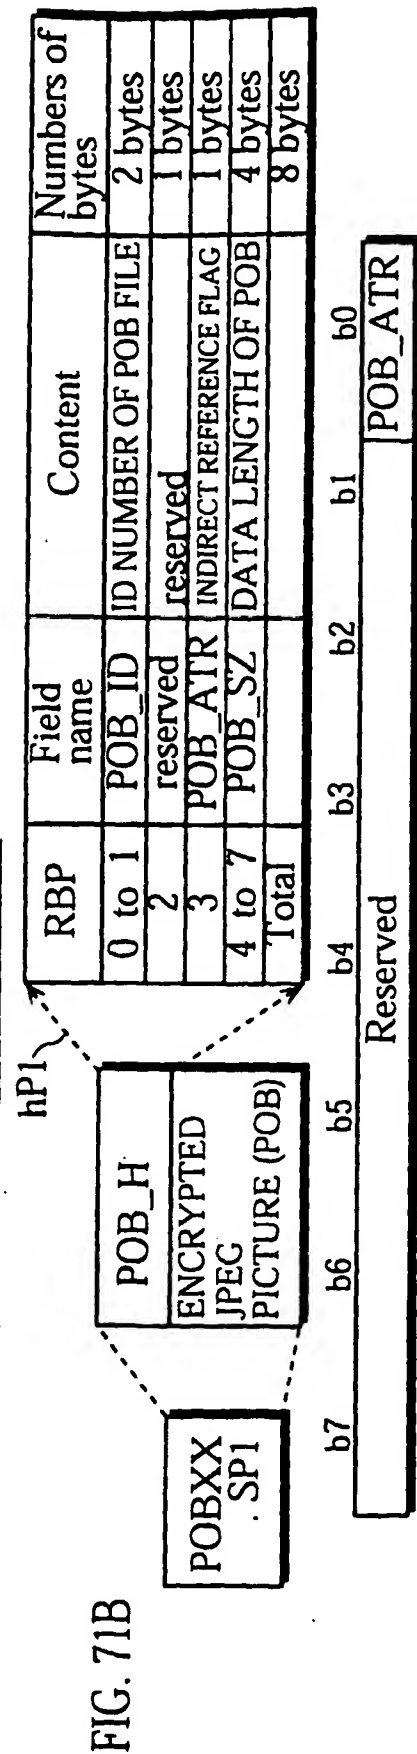 FIG. 71B
POBXX
. SP1
POB_H
ENCRYPTED
JPEG
PICTURE (POB)
hP1
RBP Field name Content Numbers of bytes
0 to 1 POB_ID ID NUMBER OF POB FILE 2 bytes
2 reserved reserved 1 bytes
3 POB_ATR INDIRECT REFERENCE FLAG 1 bytes
4 to 7 POB_SZ DATA LENGTH OF POB 4 bytes
Total 8 bytes
b7 b6 b5 b4 b3 b2 b1 b0
Reserved POB_ATR